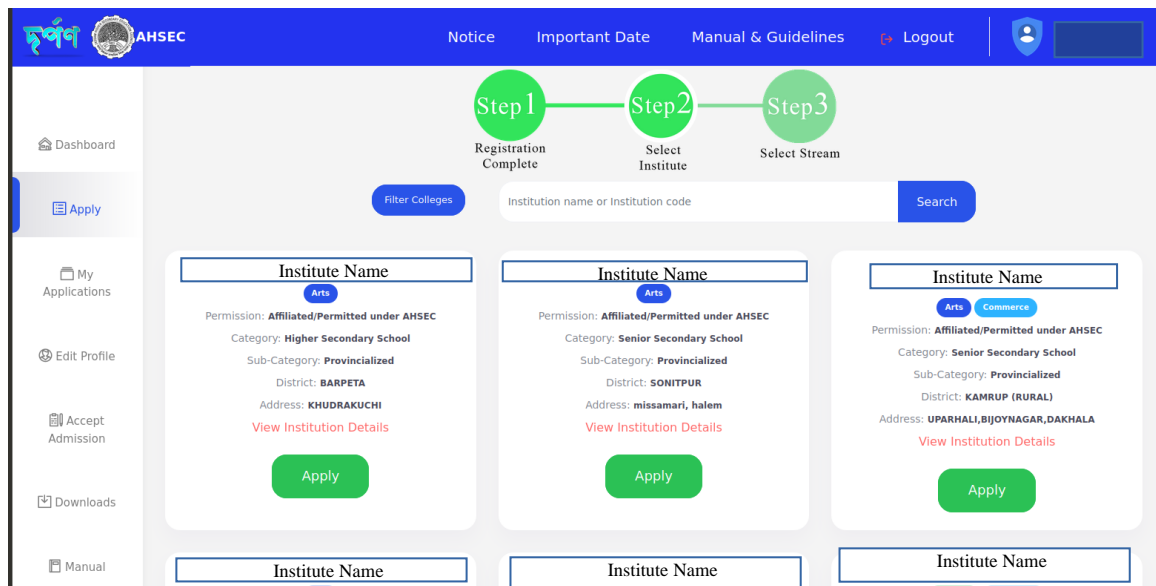 দৰ্পণ AHSEC Notice Important Date Manual & Guidelines Logout
Step1 Step2 Step3
Registration Complete
Select Institute
Select Stream
Dashboard
Apply
My Applications
Edit Profile
Accept Admission
Downloads
Manual
Filter Colleges Institution name or Institution code Search
Institute Name
Arts
Permission: Affiliated/Permitted under AHSEC
Category: Higher Secondary School
Sub-Category: Provincialized
District: BARPETA
Address: KHUDRAKUCHI
View Institution Details
Apply
Institute Name
Arts
Permission: Affiliated/Permitted under AHSEC
Category: Senior Secondary School
Sub-Category: Provincialized
District: SONITPUR
Address: missamari, halem
View Institution Details
Apply
Institute Name
Arts Commerce
Permission: Affiliated/Permitted under AHSEC
Category: Senior Secondary School
Sub-Category: Provincialized
District: KAMRUP (RURAL)
Address: UPARHALI,BIJOYNAGAR,DAKHALA
View Institution Details
Apply
Institute Name
Institute Name
Institute Name